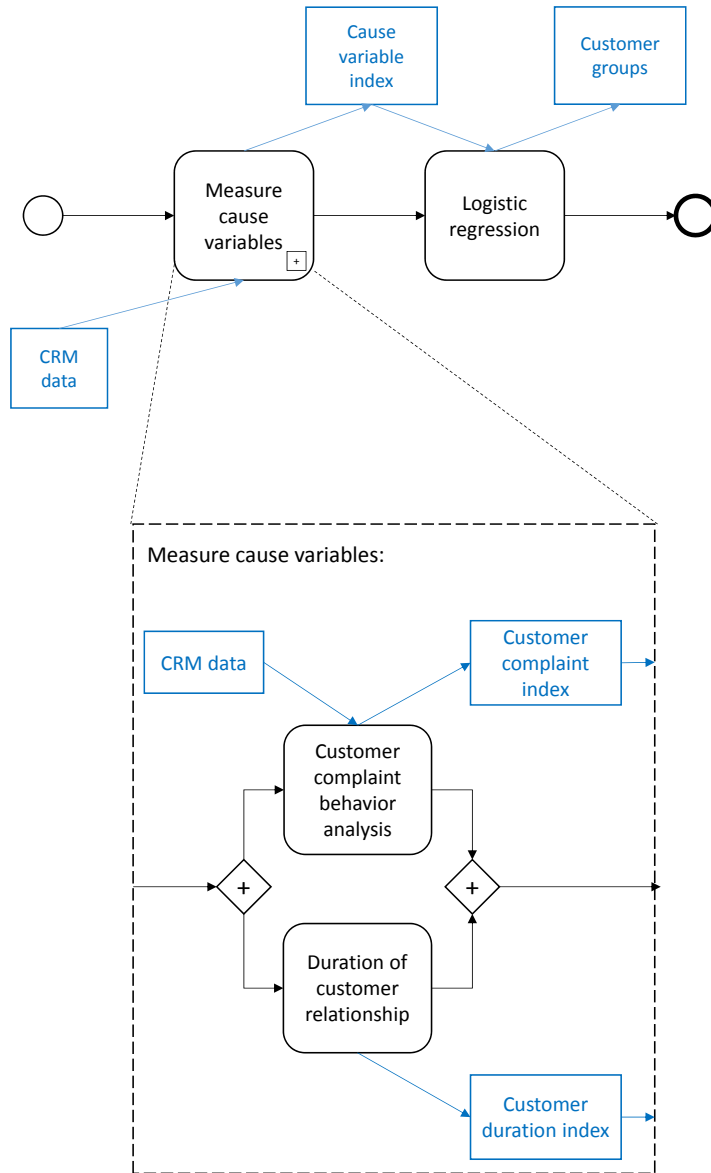 Cause
variable
index
Customer
groups
Measure
cause
variables
+
Logistic
regression
CRM
data
Measure cause variables:
CRM data
Customer
complaint
index
Customer
complaint
behavior
analysis
+
+
Duration of
customer
relationship
Customer
duration index